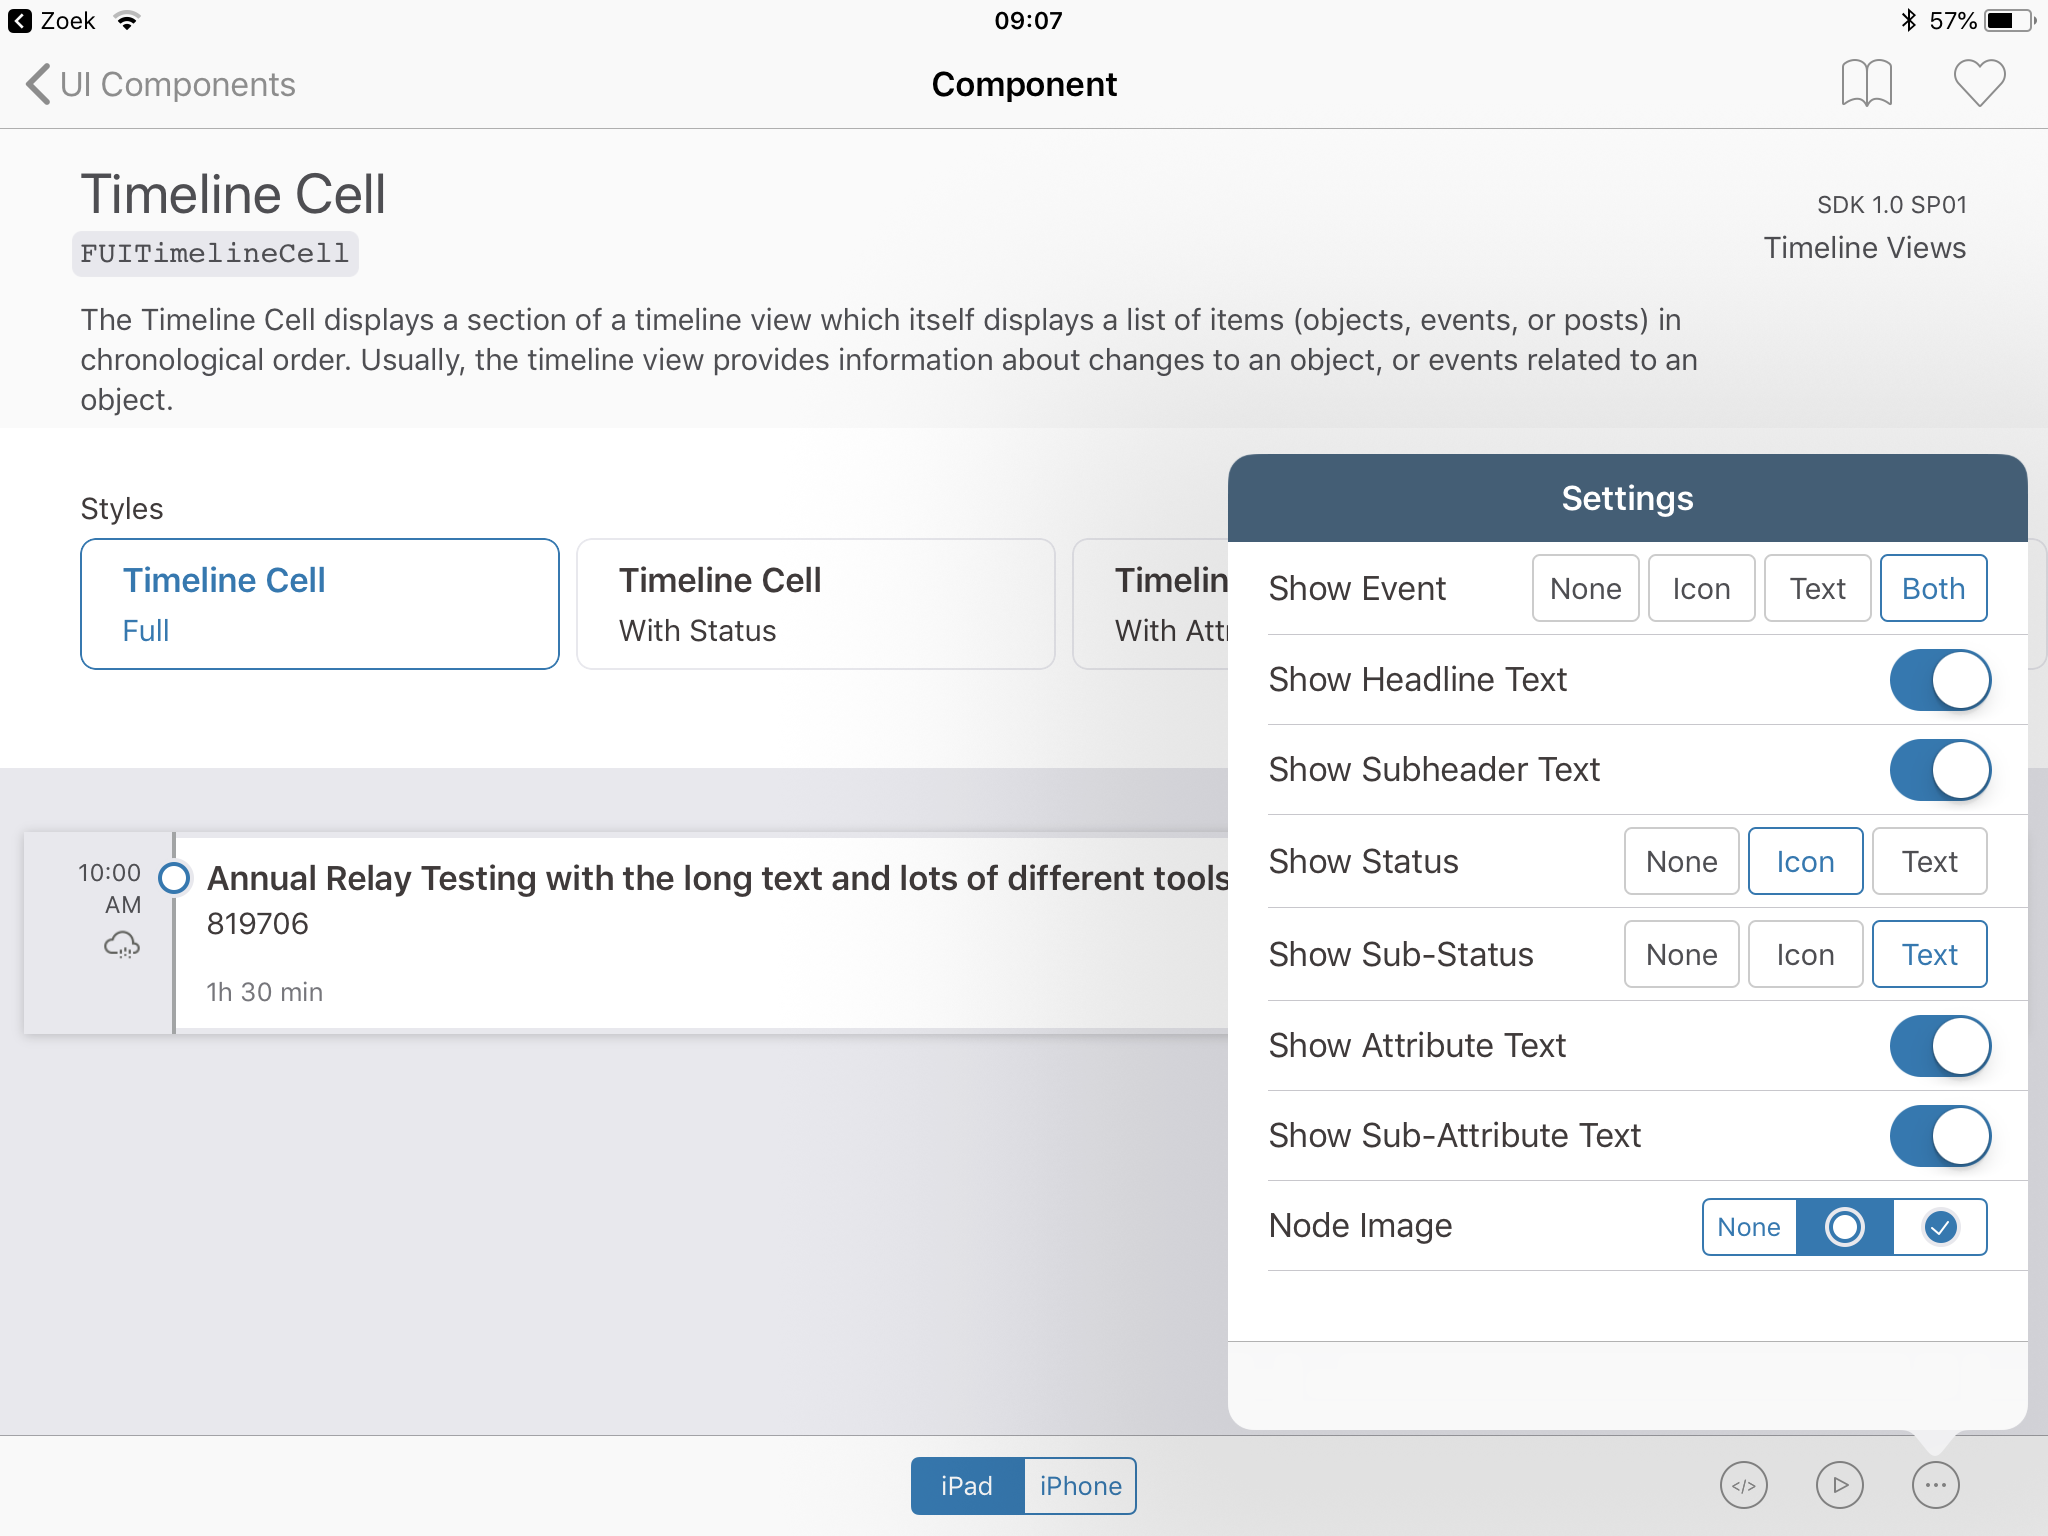 Zoek
09:07
57%
UI Components
Component
Timeline Cell
FUITimelineCell
SDK 1.0 SP01
Timeline Views
The Timeline Cell displays a section of a timeline view which itself displays a list of items (objects, events, or posts) in
chronological order. Usually, the timeline view provides information about changes to an object, or events related to an
object.
Styles
Timeline Cell
Full
Timeline Cell
With Status
Timelin
With Att
10:00
AM
Annual Relay Testing with the long text and lots of different tools
819706
1h 30 min
Settings
Show Event None Icon Text Both
Show Headline Text
Show Subheader Text
Show Status None Icon Text
Show Sub-Status None Icon Text
Show Attribute Text
Show Sub-Attribute Text
Node Image None
iPad iPhone